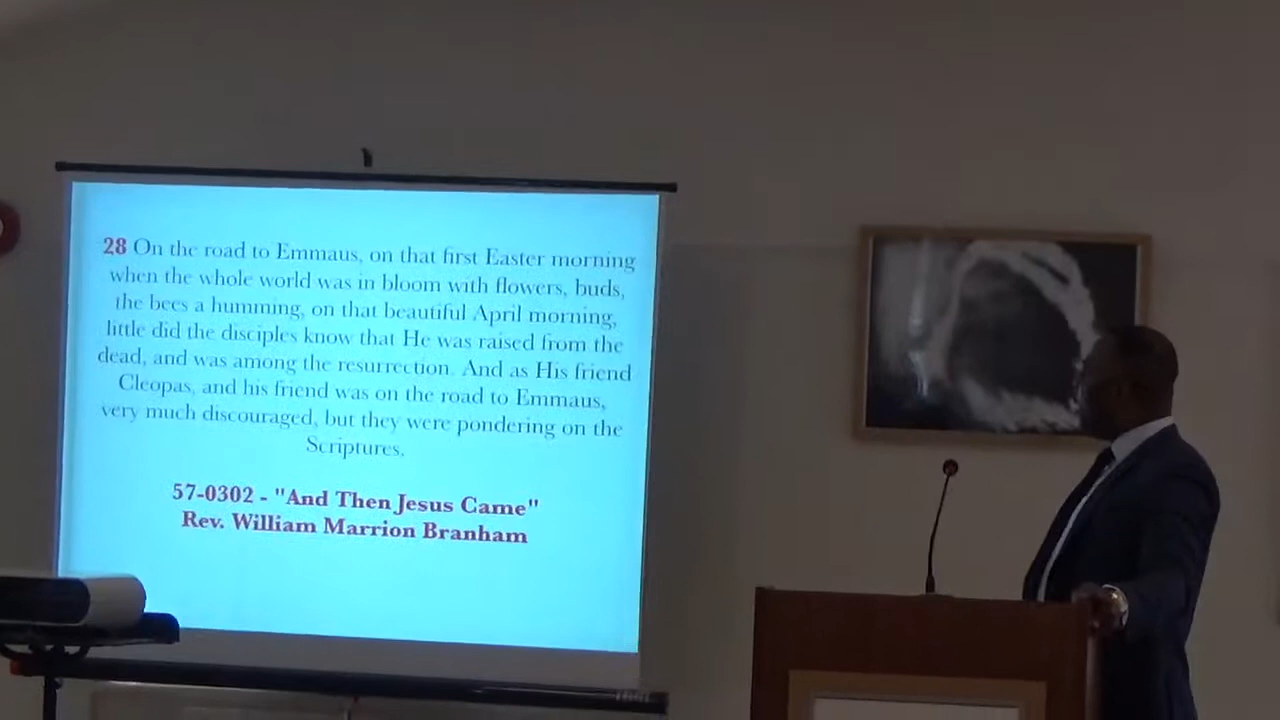 28 On the road to Emmaus, on that first Easter morning
when the whole world was in bloom with flowers, buds,
the bees a humming, on that beautiful April morning,
little did the disciples know that He was raised from the
dead, and was among the resurrection. And as His friend
Cleopas, and his friend was on the road to Emmaus,
very much discouraged, but they were pondering on the
Scriptures.
57-0302 - "And Then Jesus Came"
Rev. William Marrion Branham